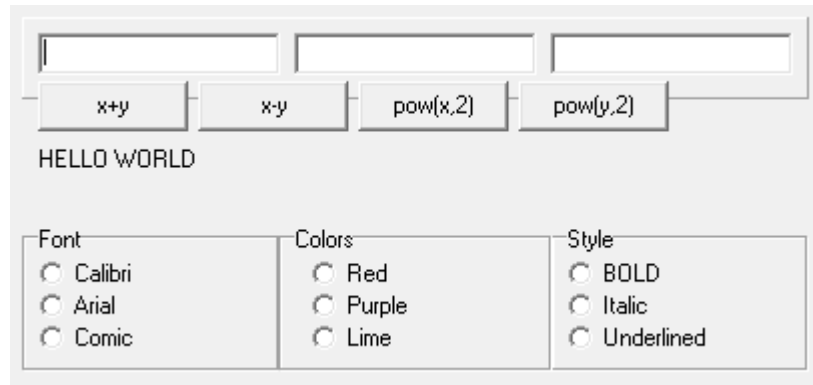 x+y x-y pow(x,2) pow(y,2)
HELLO WORLD
Font Colors Style
Calibri Red BOLD
Arial Purple Italic
Comic Lime Underlined